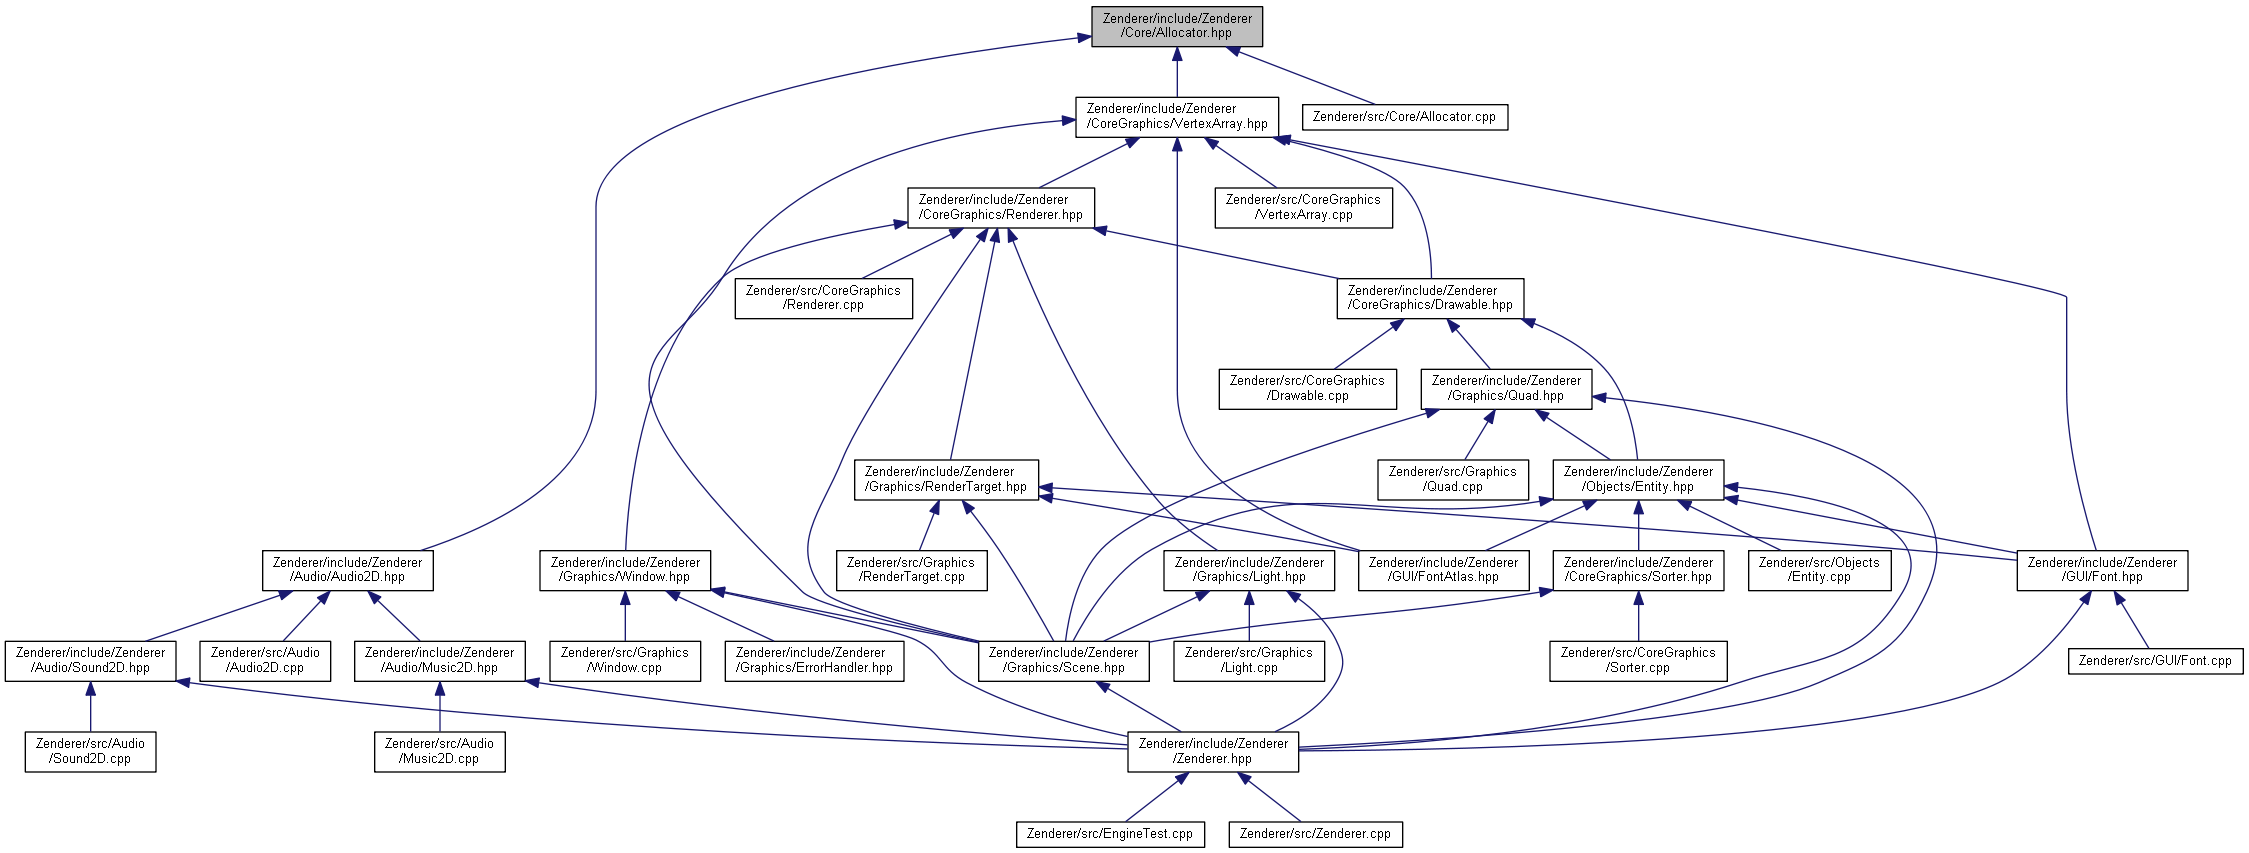 Zenderer/include/Zenderer
/Core/Allocator.hpp
Zenderer/include/Zenderer
/CoreGraphics/VertexArray.hpp
Zenderer/src/Core/Allocator.cpp
Zenderer/include/Zenderer
/CoreGraphics/Renderer.hpp
Zenderer/src/CoreGraphics
/VertexArray.cpp
Zenderer/src/CoreGraphics
/Renderer.cpp
Zenderer/include/Zenderer
/CoreGraphics/Drawable.hpp
Zenderer/src/CoreGraphics
/Drawable.cpp
Zenderer/include/Zenderer
/Graphics/Quad.hpp
Zenderer/include/Zenderer
/Graphics/RenderTarget.hpp
Zenderer/src/Graphics
/Quad.cpp
Zenderer/include/Zenderer
/Objects/Entity.hpp
Zenderer/include/Zenderer
/Audio/Audio2D.hpp
Zenderer/include/Zenderer
/Graphics/Window.hpp
Zenderer/src/Graphics
/RenderTarget.cpp
Zenderer/include/Zenderer
/Graphics/Light.hpp
Zenderer/include/Zenderer
/GUI/FontAtlas.hpp
Zenderer/include/Zenderer
/CoreGraphics/Sorter.hpp
Zenderer/src/Objects
/Entity.cpp
Zenderer/include/Zenderer
/GUI/Font.hpp
Zenderer/include/Zenderer
/Audio/Sound2D.hpp
Zenderer/src/Audio
/Audio2D.cpp
Zenderer/include/Zenderer
/Audio/Music2D.hpp
Zenderer/src/Graphics
/Window.cpp
Zenderer/include/Zenderer
/Graphics/ErrorHandler.hpp
Zenderer/include/Zenderer
/Graphics/Scene.hpp
Zenderer/src/Graphics
/Light.cpp
Zenderer/src/CoreGraphics
/Sorter.cpp
Zenderer/src/GUI/Font.cpp
Zenderer/src/Audio
/Sound2D.cpp
Zenderer/src/Audio
/Music2D.cpp
Zenderer/include/Zenderer
/Zenderer.hpp
Zenderer/src/EngineTest.cpp
Zenderer/src/Zenderer.cpp